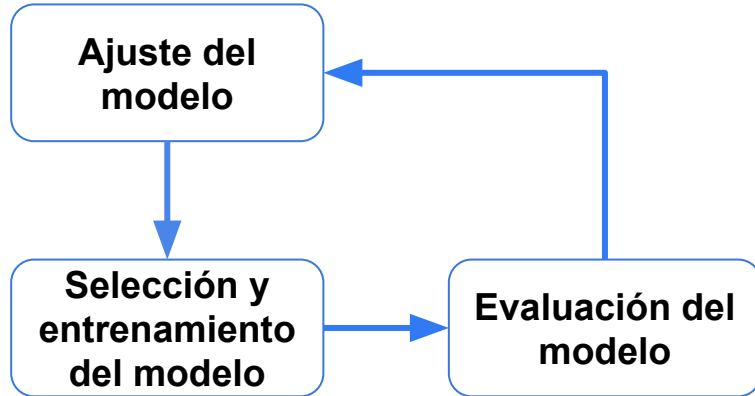 Ajuste del
modelo
Selección y
entrenamiento
del modelo
Evaluación del
modelo